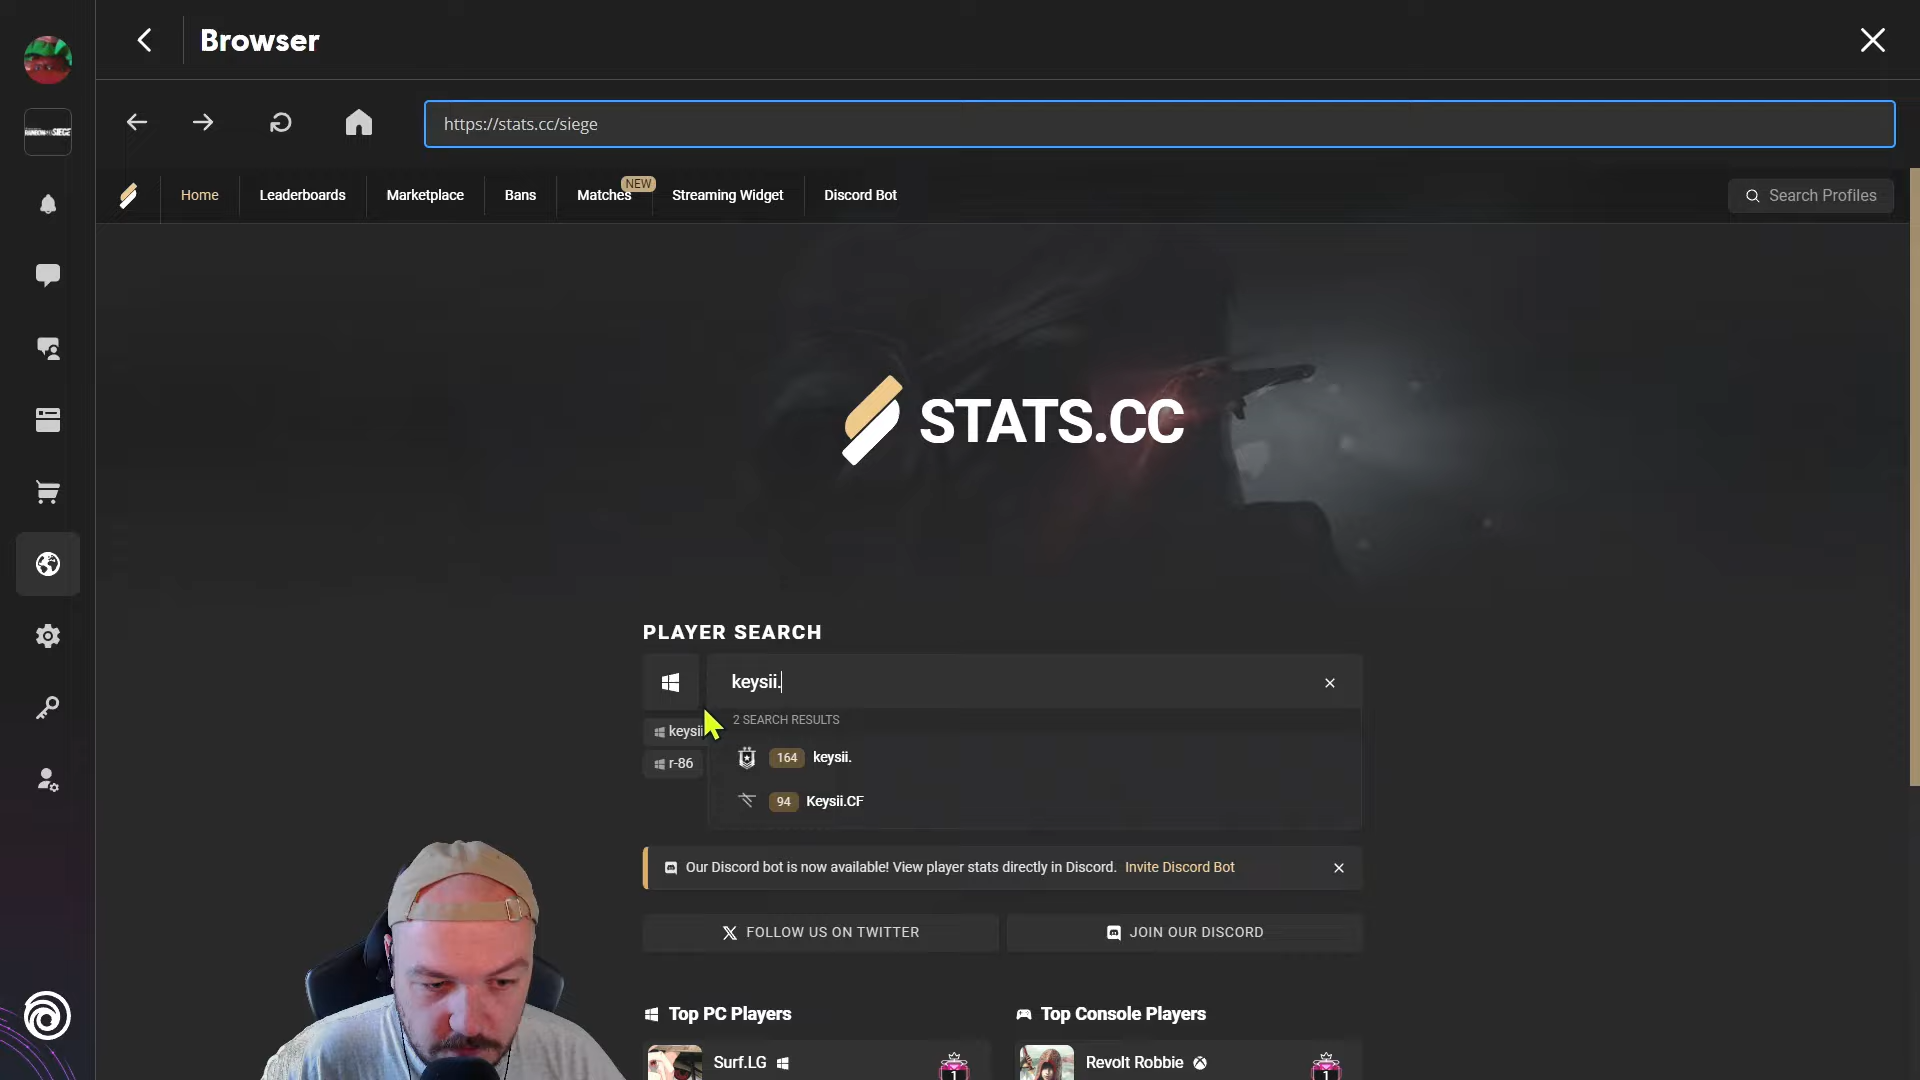 Browser
https://stats.cc/siege
Home
Leaderboards
Marketplace
Bans
Matches
NEW
Streaming Widget
Discord Bot
Search Profiles
STATS.CC
PLAYER SEARCH
keysii.
2 SEARCH RESULTS
keysii
164 keysii.
r-86
94 Keysii.CF
Our Discord bot is now available! View player stats directly in Discord. Invite Discord Bot
FOLLOW US ON TWITTER
JOIN OUR DISCORD
Top PC Players
Top Console Players
Surf.LG
1
Revolt Robbie
1